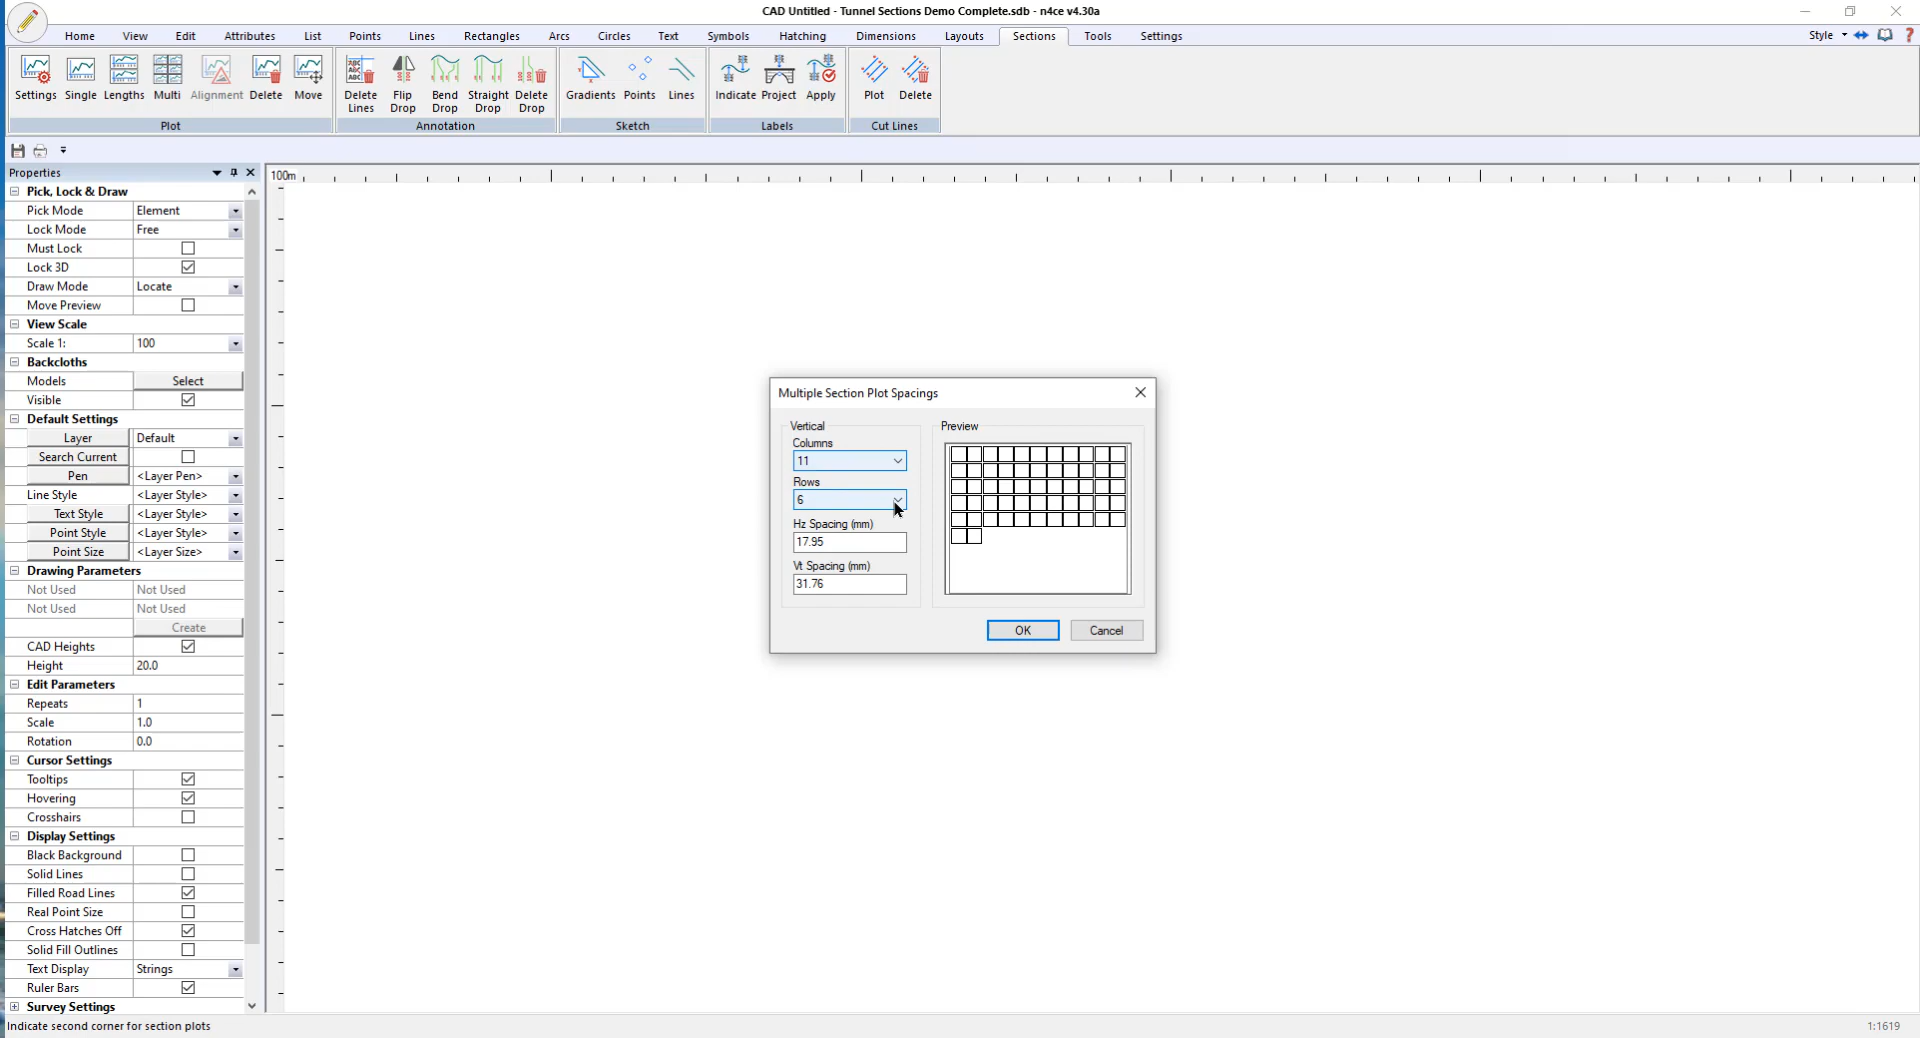 CAD Untitled - Tunnel Sections Demo Complete.sdb - n4ce v4.30a
Home View Edit Attributes List Points Lines Rectangles Arcs Circles Text Symbols Hatching Dimensions Layouts Sections Tools Settings Style
Settings Single Lengths Multi Alignment Delete Move Delete Lines Flip Drop Bend Drop Straight Drop Delete Drop Gradients Points Lines Indicate Project Apply Plot Delete
Plot Annotation Sketch Labels Cut Lines
Properties
100m
Pick, Lock & Draw
Pick Mode Element
Lock Mode Free
Must Lock
Lock 3D
Draw Mode Locate
Move Preview
View Scale
Scale 1: 100
Backcloths
Models Select
Visible
Default Settings
Layer Default
Search Current
Pen <Layer Pen>
Line Style <Layer Style>
Text Style <Layer Style>
Point Style <Layer Style>
Point Size <Layer Size>
Drawing Parameters
Not Used Not Used
Not Used Not Used
Create
CAD Heights
Height 20.0
Edit Parameters
Repeats 1
Scale 1.0
Rotation 0.0
Cursor Settings
Tooltips
Hovering
Crosshairs
Display Settings
Black Background
Solid Lines
Filled Road Lines
Real Point Size
Cross Hatches Off
Solid Fill Outlines
Text Display Strings
Ruler Bars
Survey Settings
Multiple Section Plot Spacings
Vertical Preview
Columns
11
Rows
6
Hz Spacing (mm)
17.95
Vt Spacing (mm)
31.76
OK Cancel
Indicate second corner for section plots 1:1619